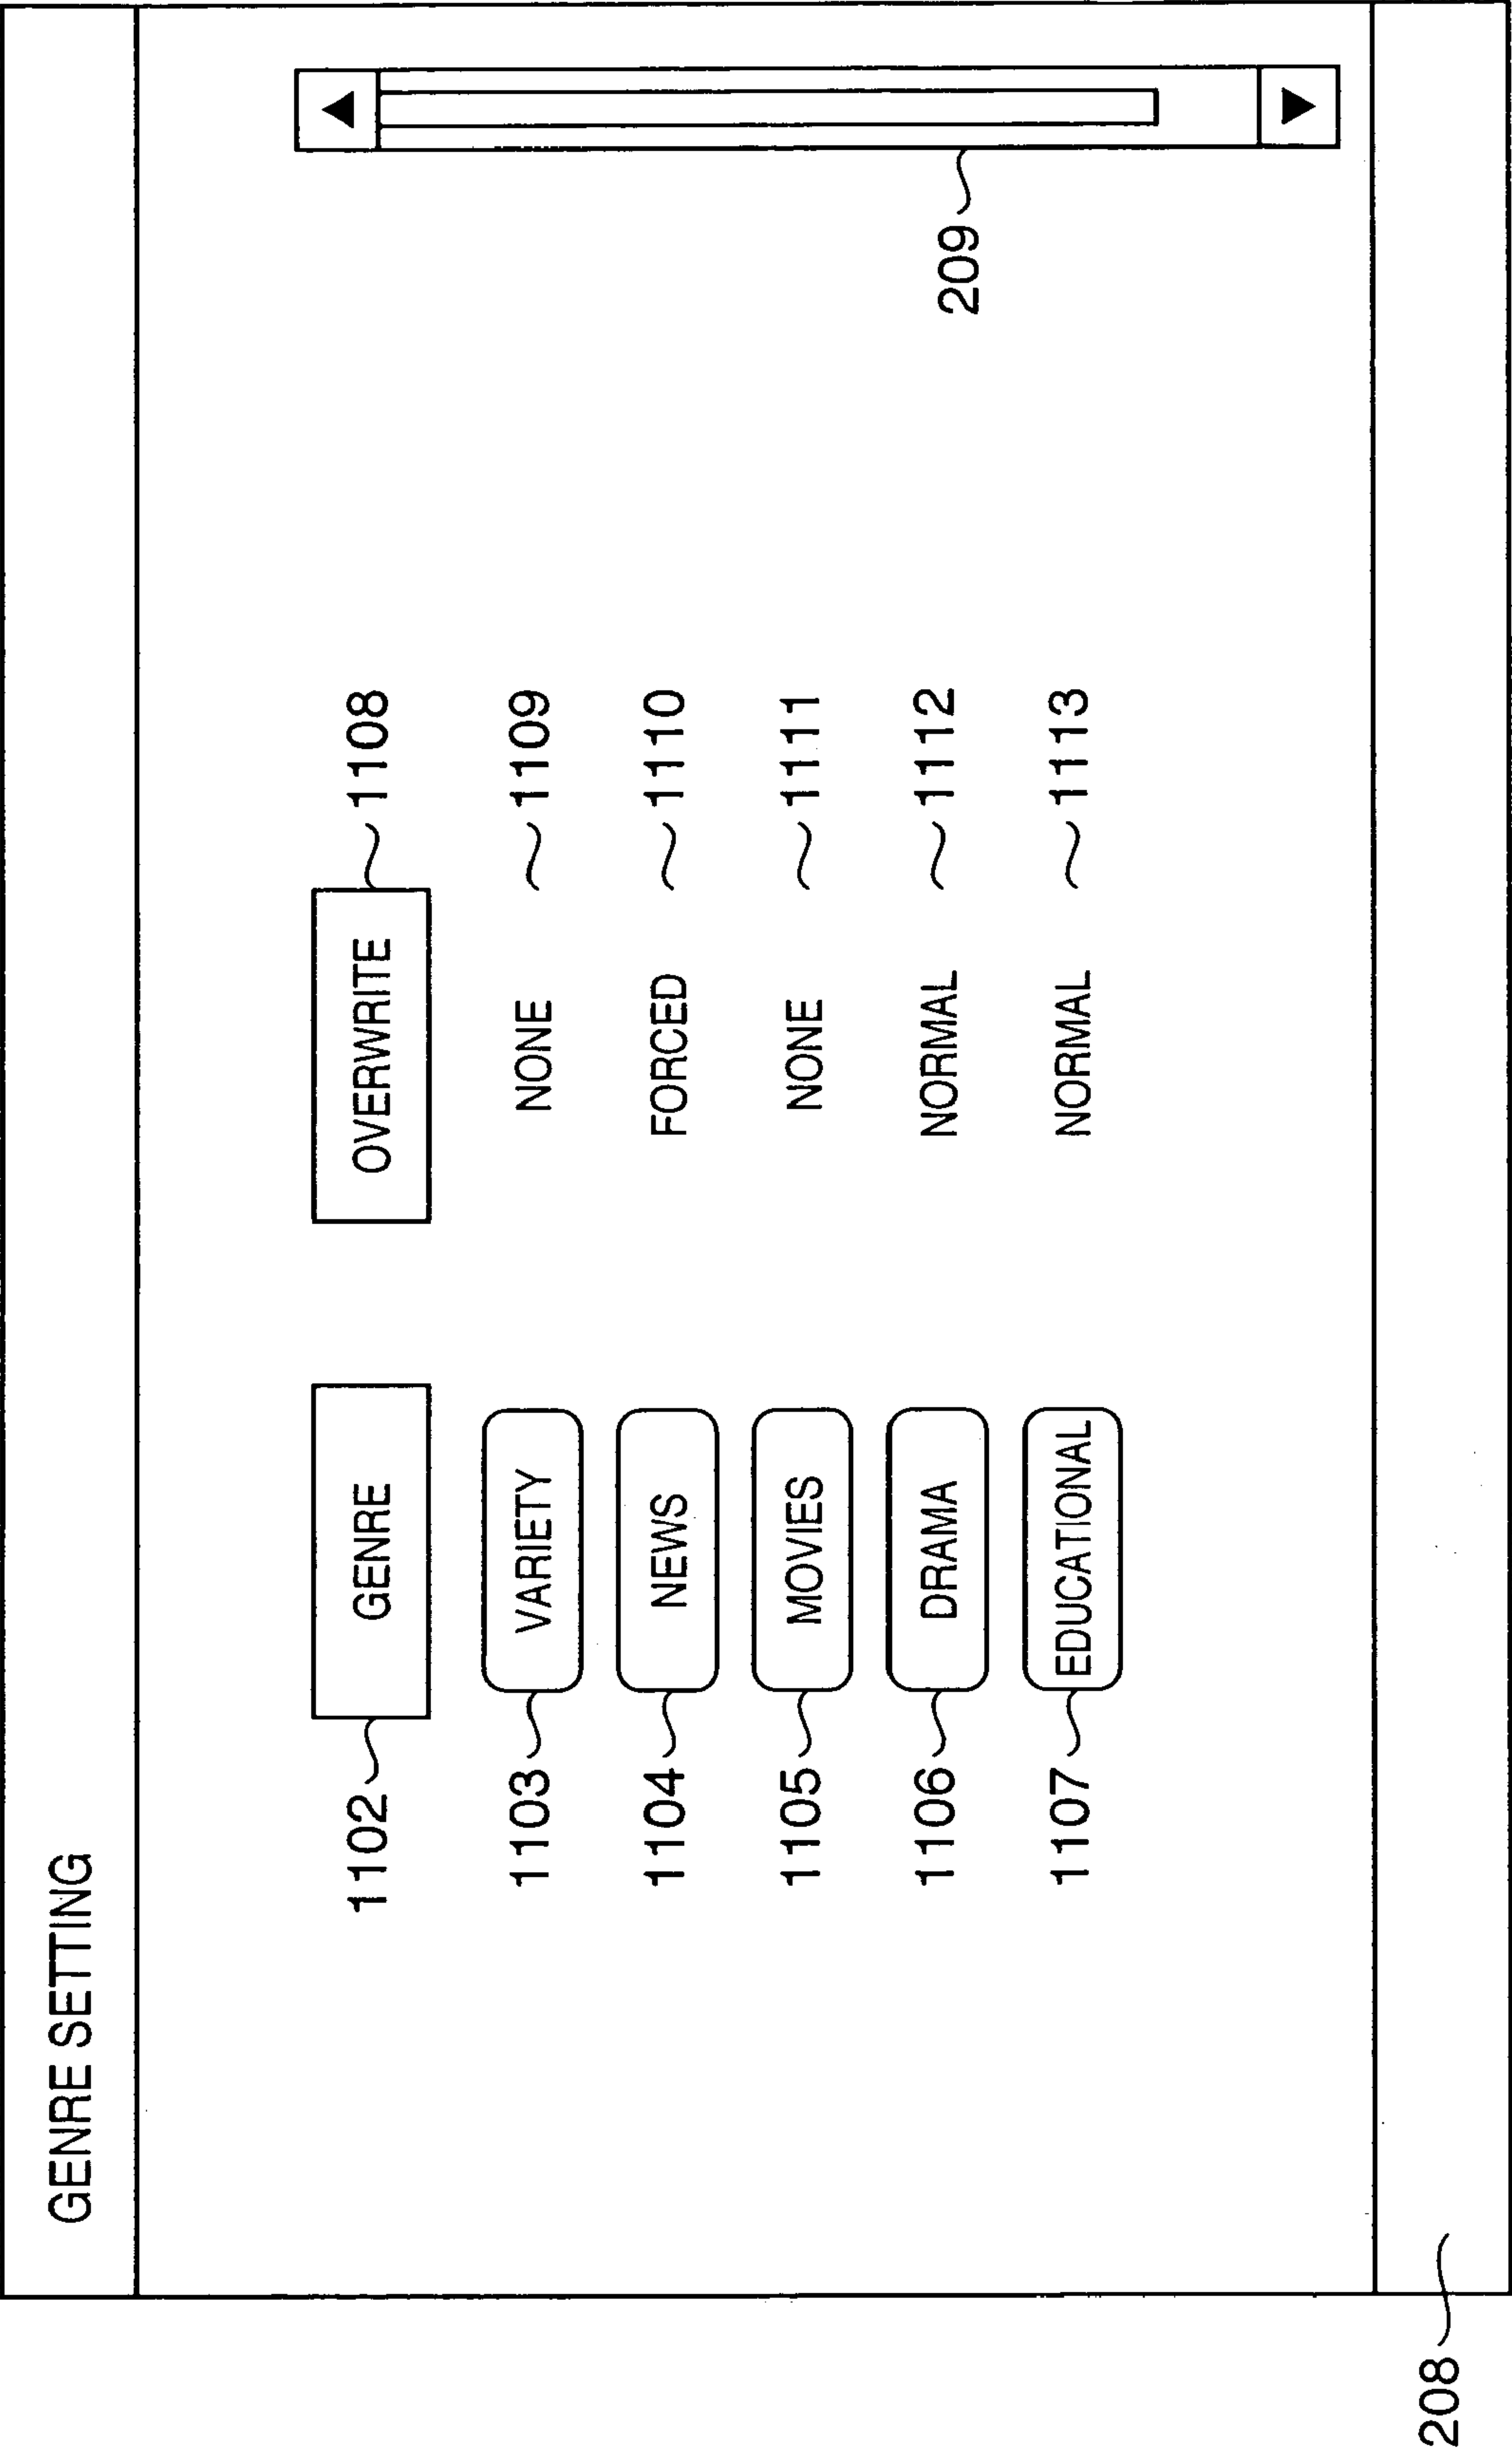 GENRE SETTING
1102 GENRE OVERWRITE 1108
1103 VARIETY NONE 1109
1104 NEWS FORCED 1110
1105 MOVIES NONE 1111
1106 DRAMA NORMAL 1112
1107 EDUCATIONAL NORMAL 1113
209
208